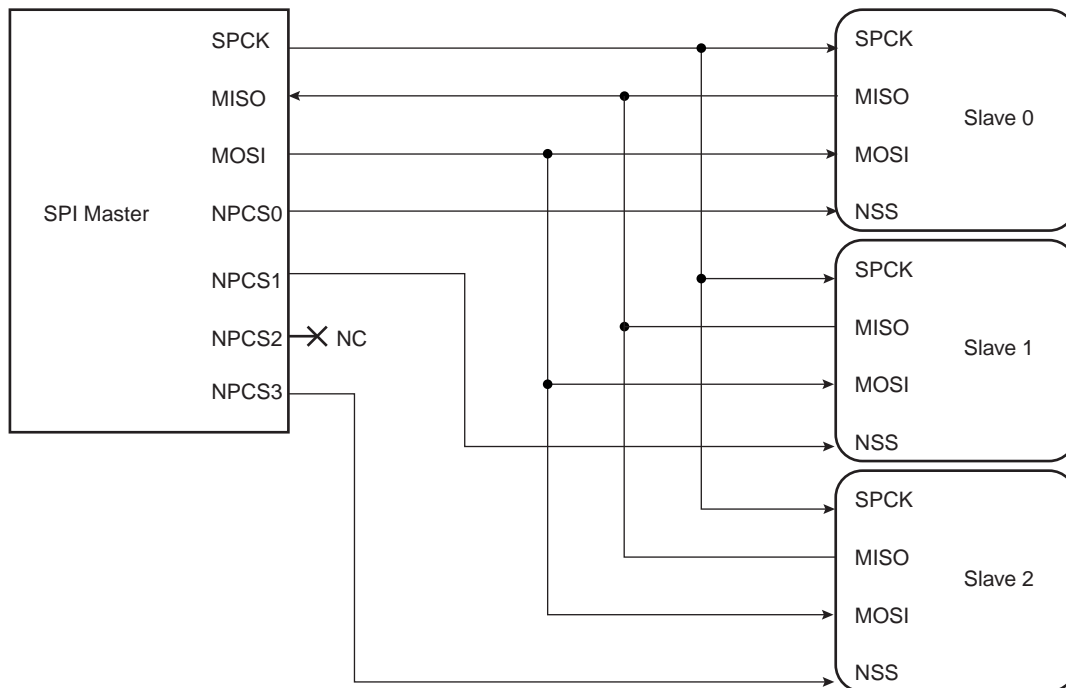 SPI Master
SPCK
MISO
MOSI
NPCS0
NPCS1
NPCS2
NC
NPCS3
SPCK
MISO
Slave 0
MOSI
NSS
SPCK
MISO
Slave 1
MOSI
NSS
SPCK
MISO
Slave 2
MOSI
NSS